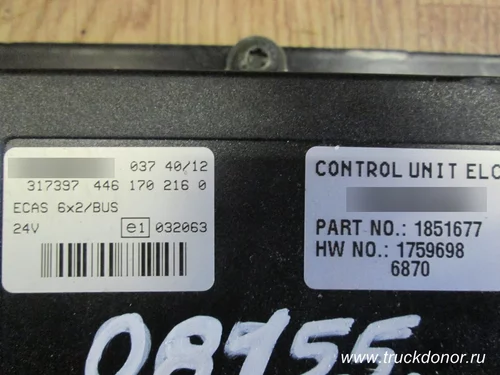 037 40/12
317397 446 170 216 0
ECAS 6x2/BUS
24V e1 032063
CONTROL UNIT ELC
PART NO.: 1851677
HW NO.: 1759698
6870
08955
www.truckdonor.ru